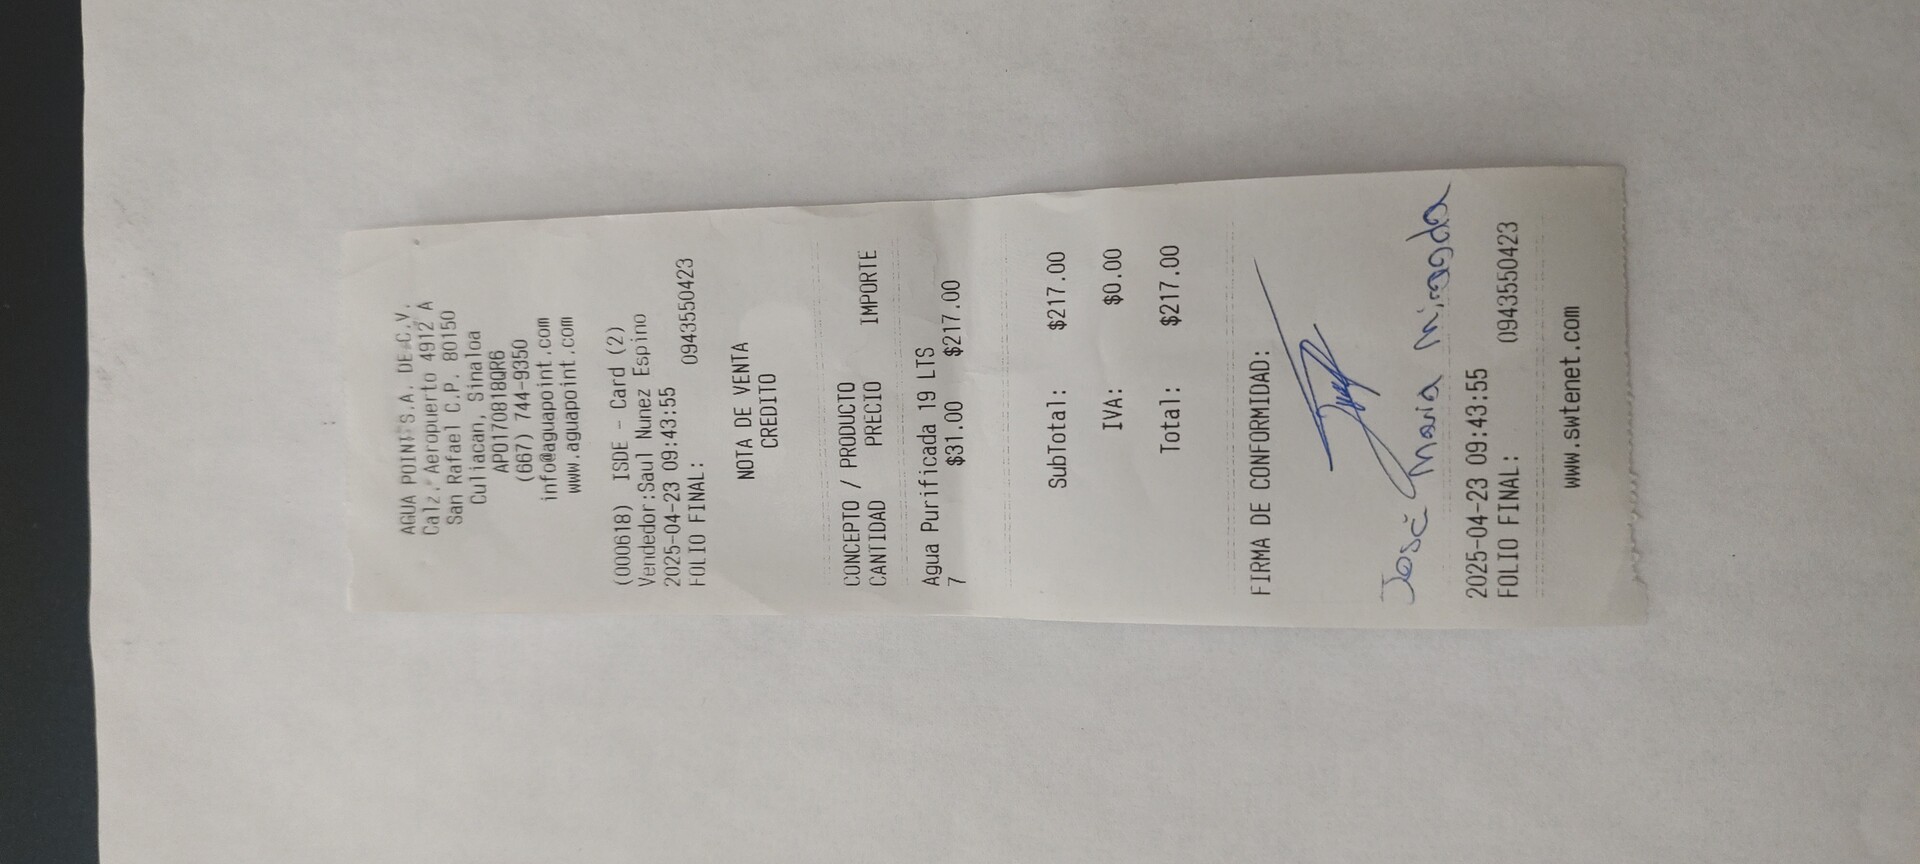 AGUA POINT S.A. DE C.V.
Calz. Aeropuerto 4912 A
San Rafael C.P. 80150
Culiacan, Sinaloa
APO170818QR6
(667) 744-9350
info@aguapoint.com
www.aguapoint.com
(000618) ISDE - Card (2)
Vendedor:Saul Nunez Espino
2025-04-23 09:43:55
FOLIO FINAL: 0943550423
NOTA DE VENTA
CREDITO
CONCEPTO / PRODUCTO
CANTIDAD PRECIO IMPORTE
Agua Purificada 19 LTS
7 $31.00 $217.00
SubTotal: $217.00
IVA: $0.00
Total: $217.00
FIRMA DE CONFORMIDAD:
José Maria Miranda
2025-04-23 09:43:55
FOLIO FINAL: 0943550423
www.swtenet.com